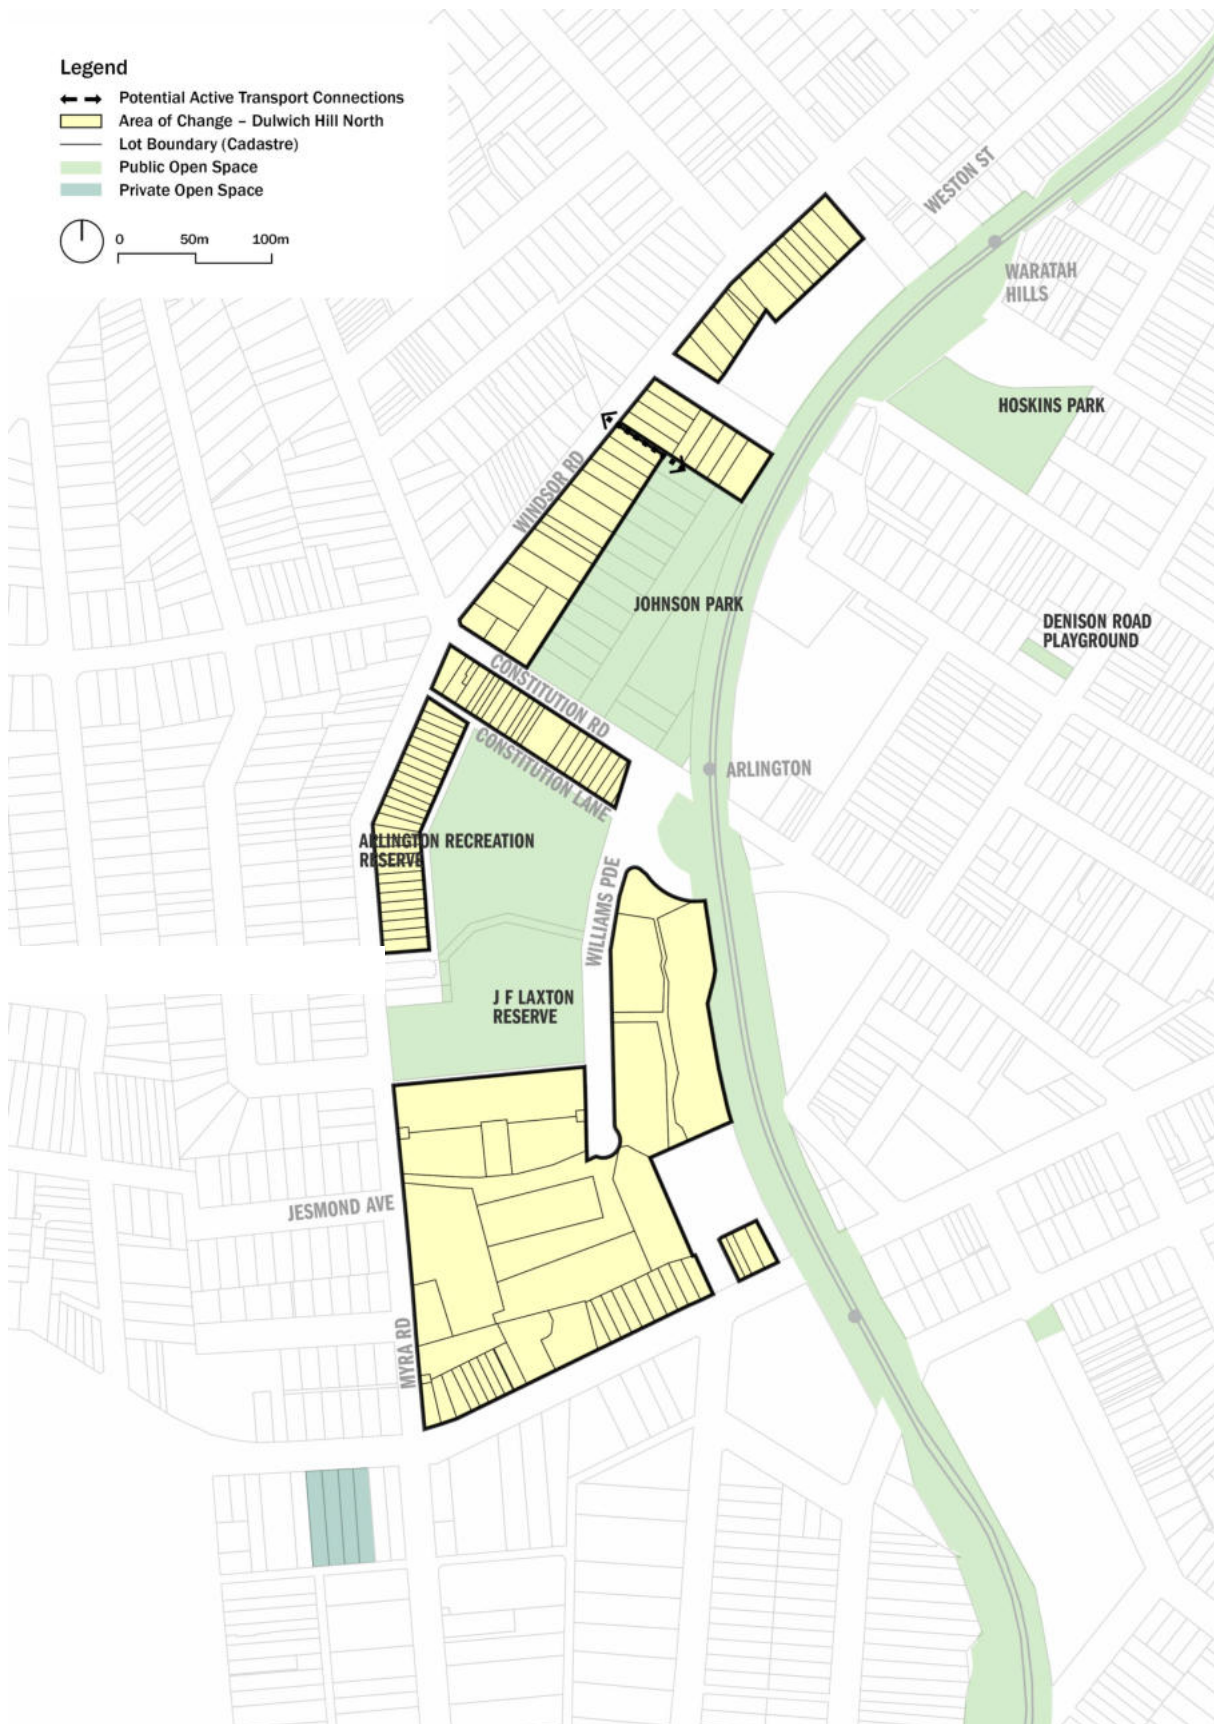 Legend
Potential Active Transport Connections
Area of Change – Dulwich Hill North
Lot Boundary (Cadastre)
Public Open Space
Private Open Space
0 50m 100m
WESTON ST
WARATAH
HILLS
HOSKINS PARK
WINDSOR RD
JOHNSON PARK
DENISON ROAD
PLAYGROUND
CONSTITUTION RD
CONSTITUTION LANE
ARLINGTON
ARLINGTON RECREATION
RESERVE
WILLIAMS PDE
J F LAXTON
RESERVE
JESMOND AVE
MYRA RD